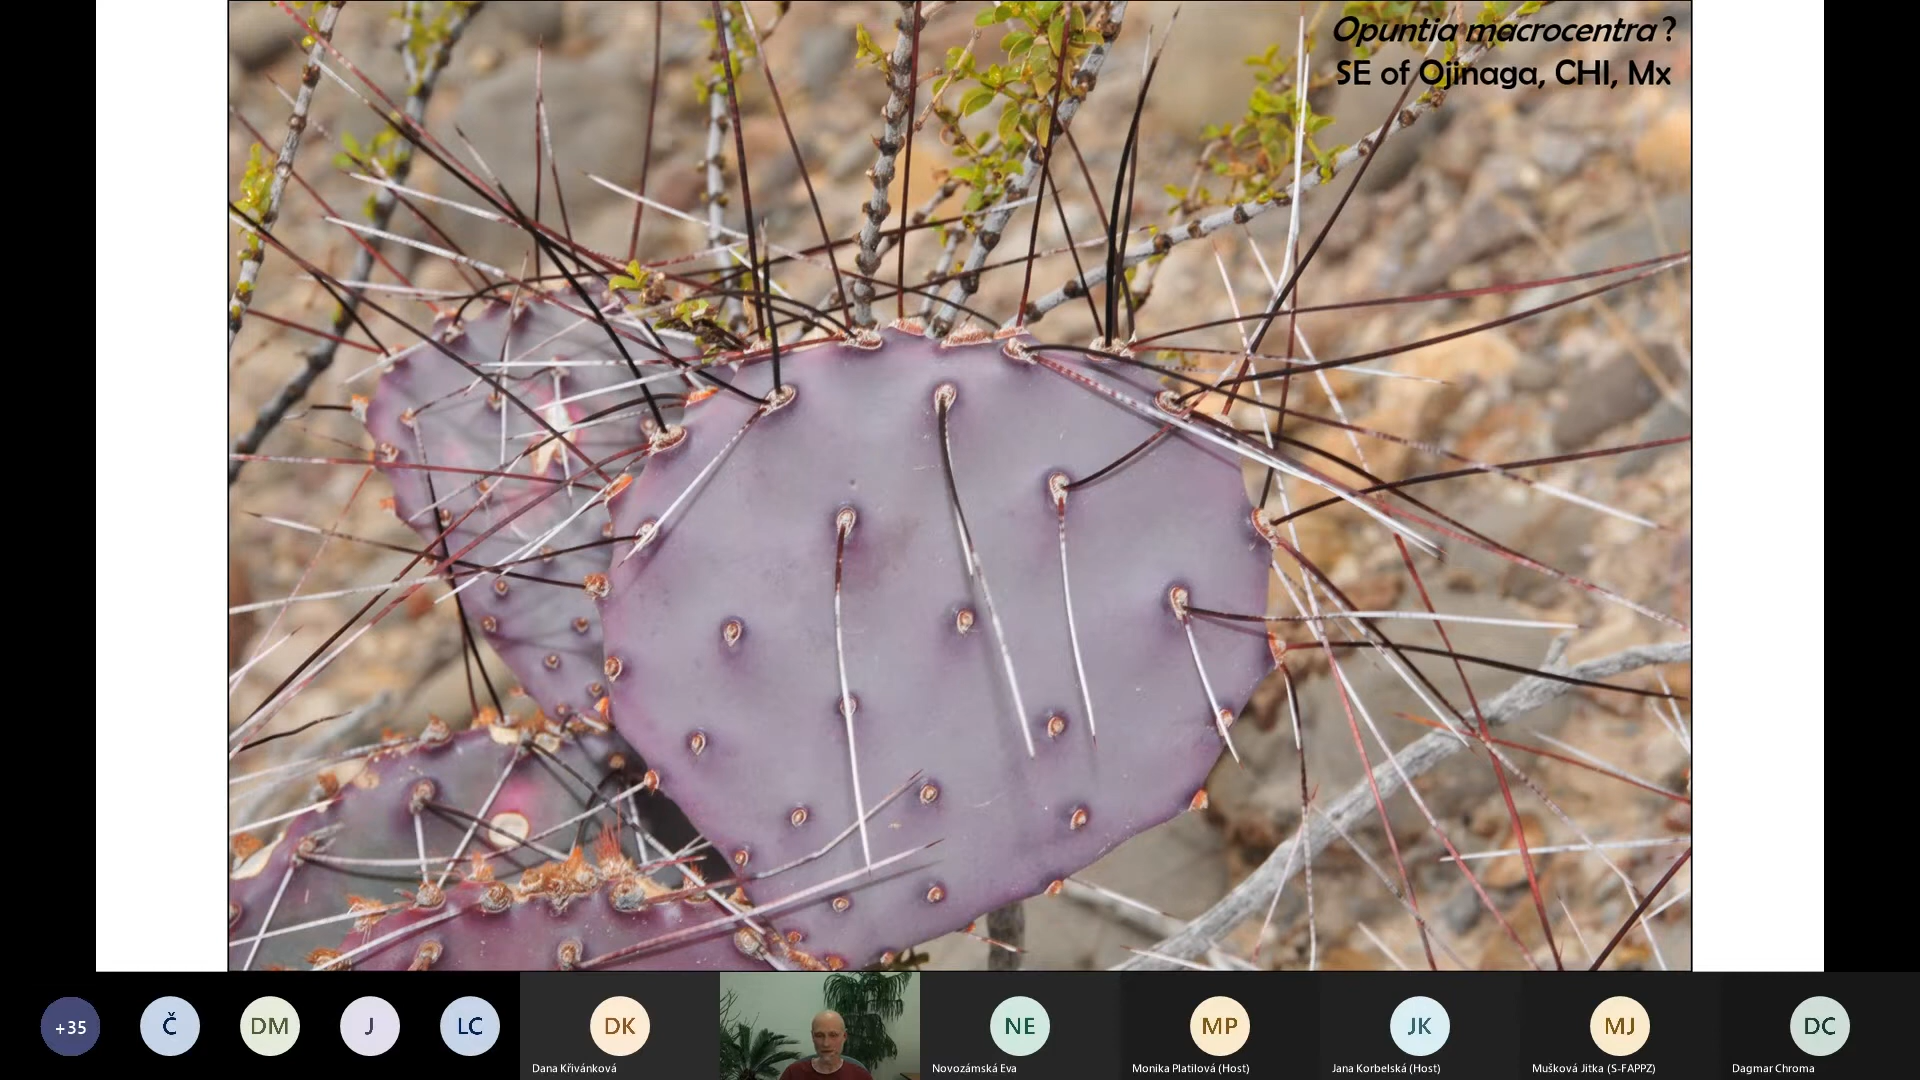 Opuntia macrocentra?
SE of Ojinaga, CHI, Mx
+35
Č
DM
J
LC
DK
NE
MP
JK
MJ
DC
Dana Křivánková
Novozámská Eva
Monika Platilová (Host)
Jana Korbelská (Host)
Mušková Jitka (S-FAPPZ)
Dagmar Chroma